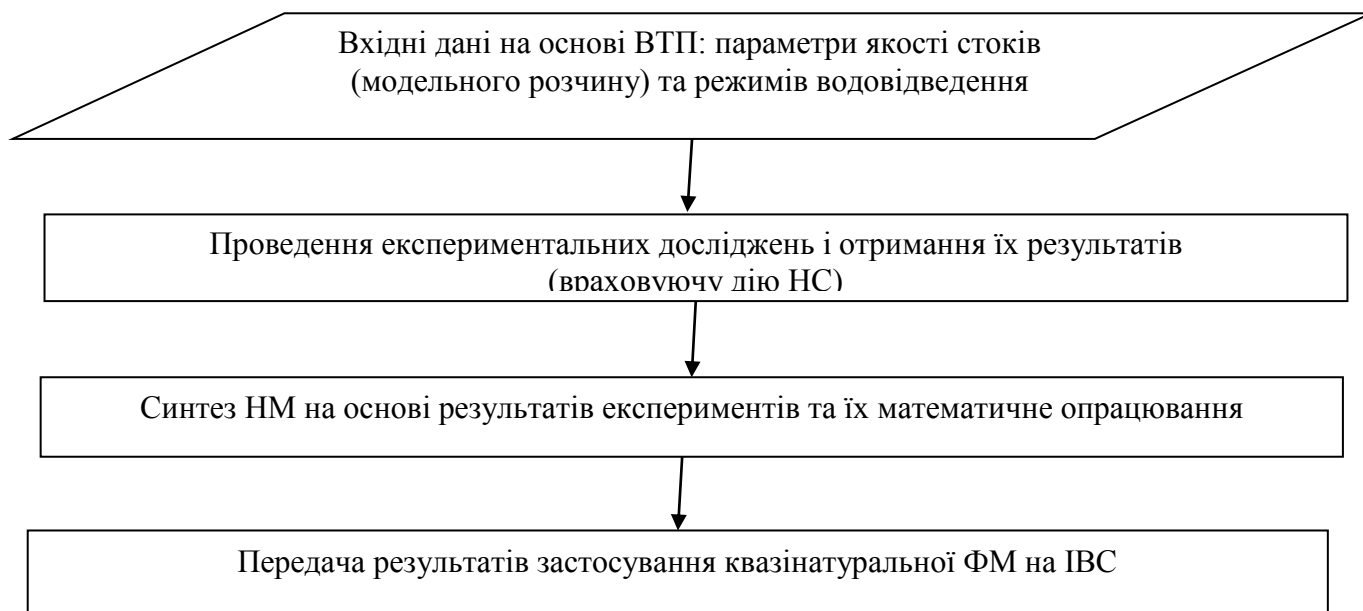 Вхідні дані на основі ВТП: параметри якості стоків
(модельного розчину) та режимів водовідведення
Проведення експериментальних досліджень і отримання їх результатів
(враховуючу дію НС)
Синтез НМ на основі результатів експериментів та їх математичне опрацювання
Передача результатів застосування квазінатуральної ФМ на ІВС